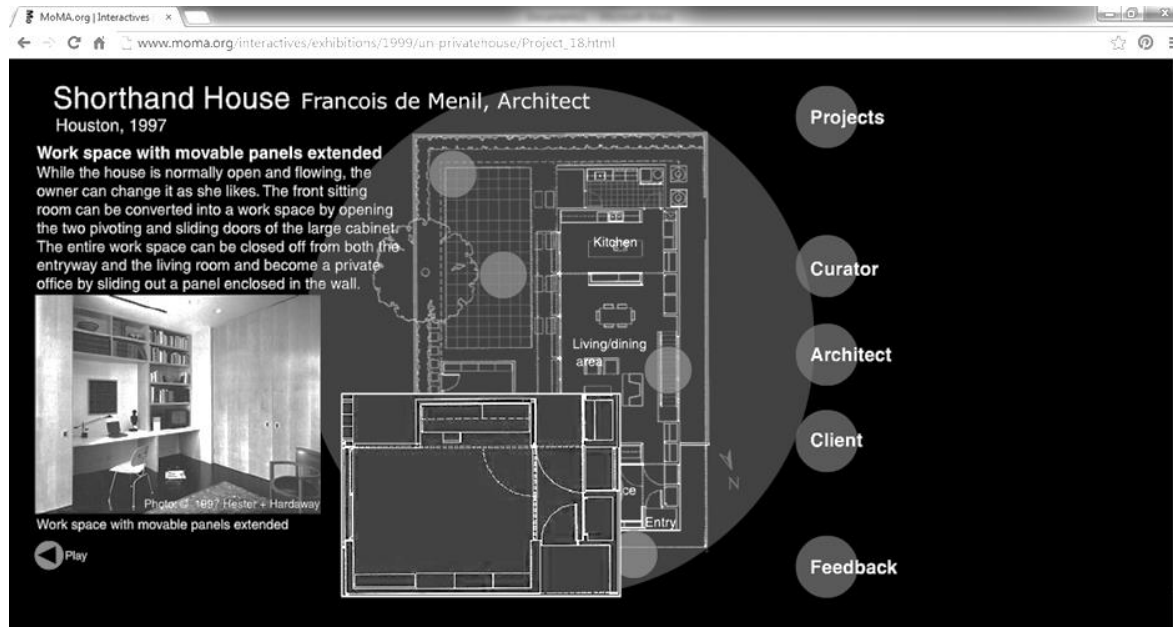 MoMA.org | Interactives
www.moma.org/interactives/exhibitions/1999/un-privatehouse/Project_18.html
Shorthand House Francois de Menil, Architect
Houston, 1997
Work space with movable panels extended
While the house is normally open and flowing, the
owner can change it as she likes. The front sitting
room can be converted into a work space by opening
the two pivoting and sliding doors of the large cabinet.
The entire work space can be closed off from both the
entryway and the living room and become a private
office by sliding out a panel enclosed in the wall.
Photo: © 1997 Hester + Hardaway
Work space with movable panels extended
Play
Kitchen
Living/dining
area
ce
Entry
N
Projects
Curator
Architect
Client
Feedback